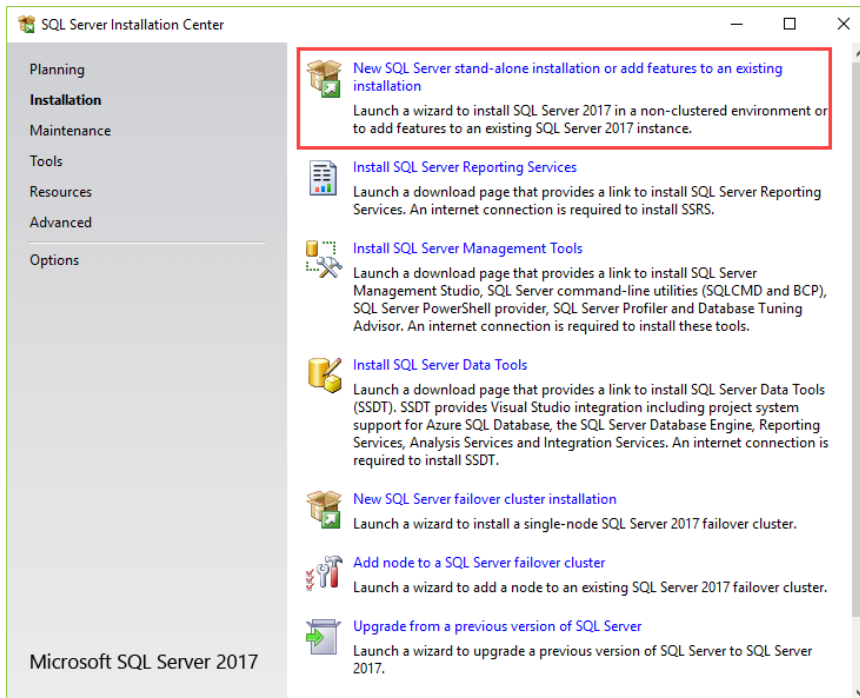 SQL Server Installation Center
Planning
Installation
Maintenance
Tools
Resources
Advanced
Options
Microsoft SQL Server 2017
New SQL Server stand-alone installation or add features to an existing
installation
Launch a wizard to install SQL Server 2017 in a non-clustered environment or
to add features to an existing SQL Server 2017 instance.
Install SQL Server Reporting Services
Launch a download page that provides a link to install SQL Server Reporting
Services. An internet connection is required to install SSRS.
Install SQL Server Management Tools
Launch a download page that provides a link to install SQL Server
Management Studio, SQL Server command-line utilities (SQLCMD and BCP),
SQL Server PowerShell provider, SQL Server Profiler and Database Tuning
Advisor. An internet connection is required to install these tools.
Install SQL Server Data Tools
Launch a download page that provides a link to install SQL Server Data Tools
(SSDT). SSDT provides Visual Studio integration including project system
support for Azure SQL Database, the SQL Server Database Engine, Reporting
Services, Analysis Services and Integration Services. An internet connection is
required to install SSDT.
New SQL Server failover cluster installation
Launch a wizard to install a single-node SQL Server 2017 failover cluster.
Add node to a SQL Server failover cluster
Launch a wizard to add a node to an existing SQL Server 2017 failover cluster.
Upgrade from a previous version of SQL Server
Launch a wizard to upgrade a previous version of SQL Server to SQL Server
2017.